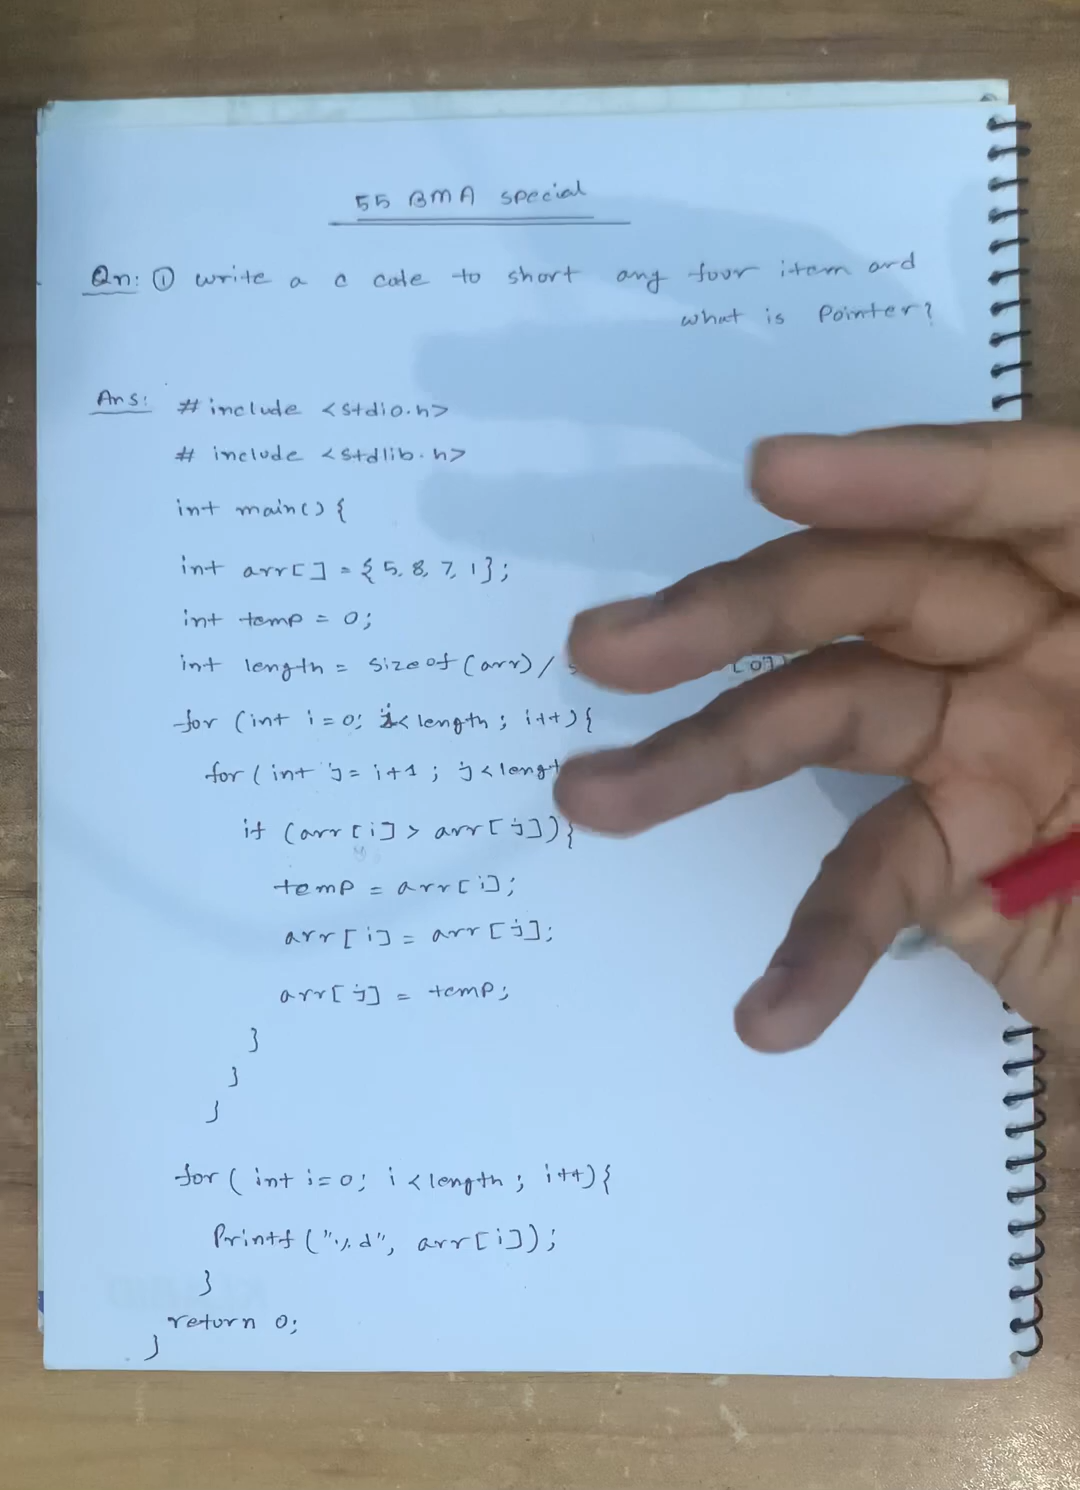 55 BMA special
Qn: ① write a c code to short any four item and
what is Pointer?
Ans: #include <stdio.h>
# include <stdlib.h>
int main() {
int arr[] = {5, 8, 7, 1};
int temp = 0;
int length = sizeof(arr) / [0]
for (int i = 0; i < length; i++) {
for (int j = i+1 ; j <
if (arr[i] > arr[j]) {
temp = arr[i];
arr[i] = arr[j];
arr[j] = temp;
}
}
}
for ( int i = 0; i < length ; i++) {
Printf ("%d", arr[i]);
}
return 0;
}